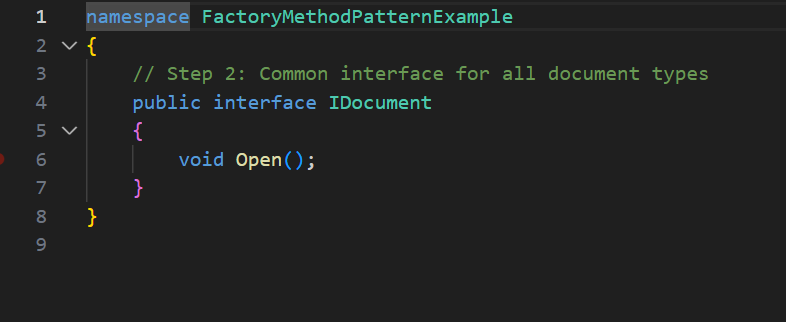 1 namespace FactoryMethodPatternExample
2 {
3 // Step 2: Common interface for all document types
4 public interface IDocument
5 {
6 void Open();
7 }
8 }
9